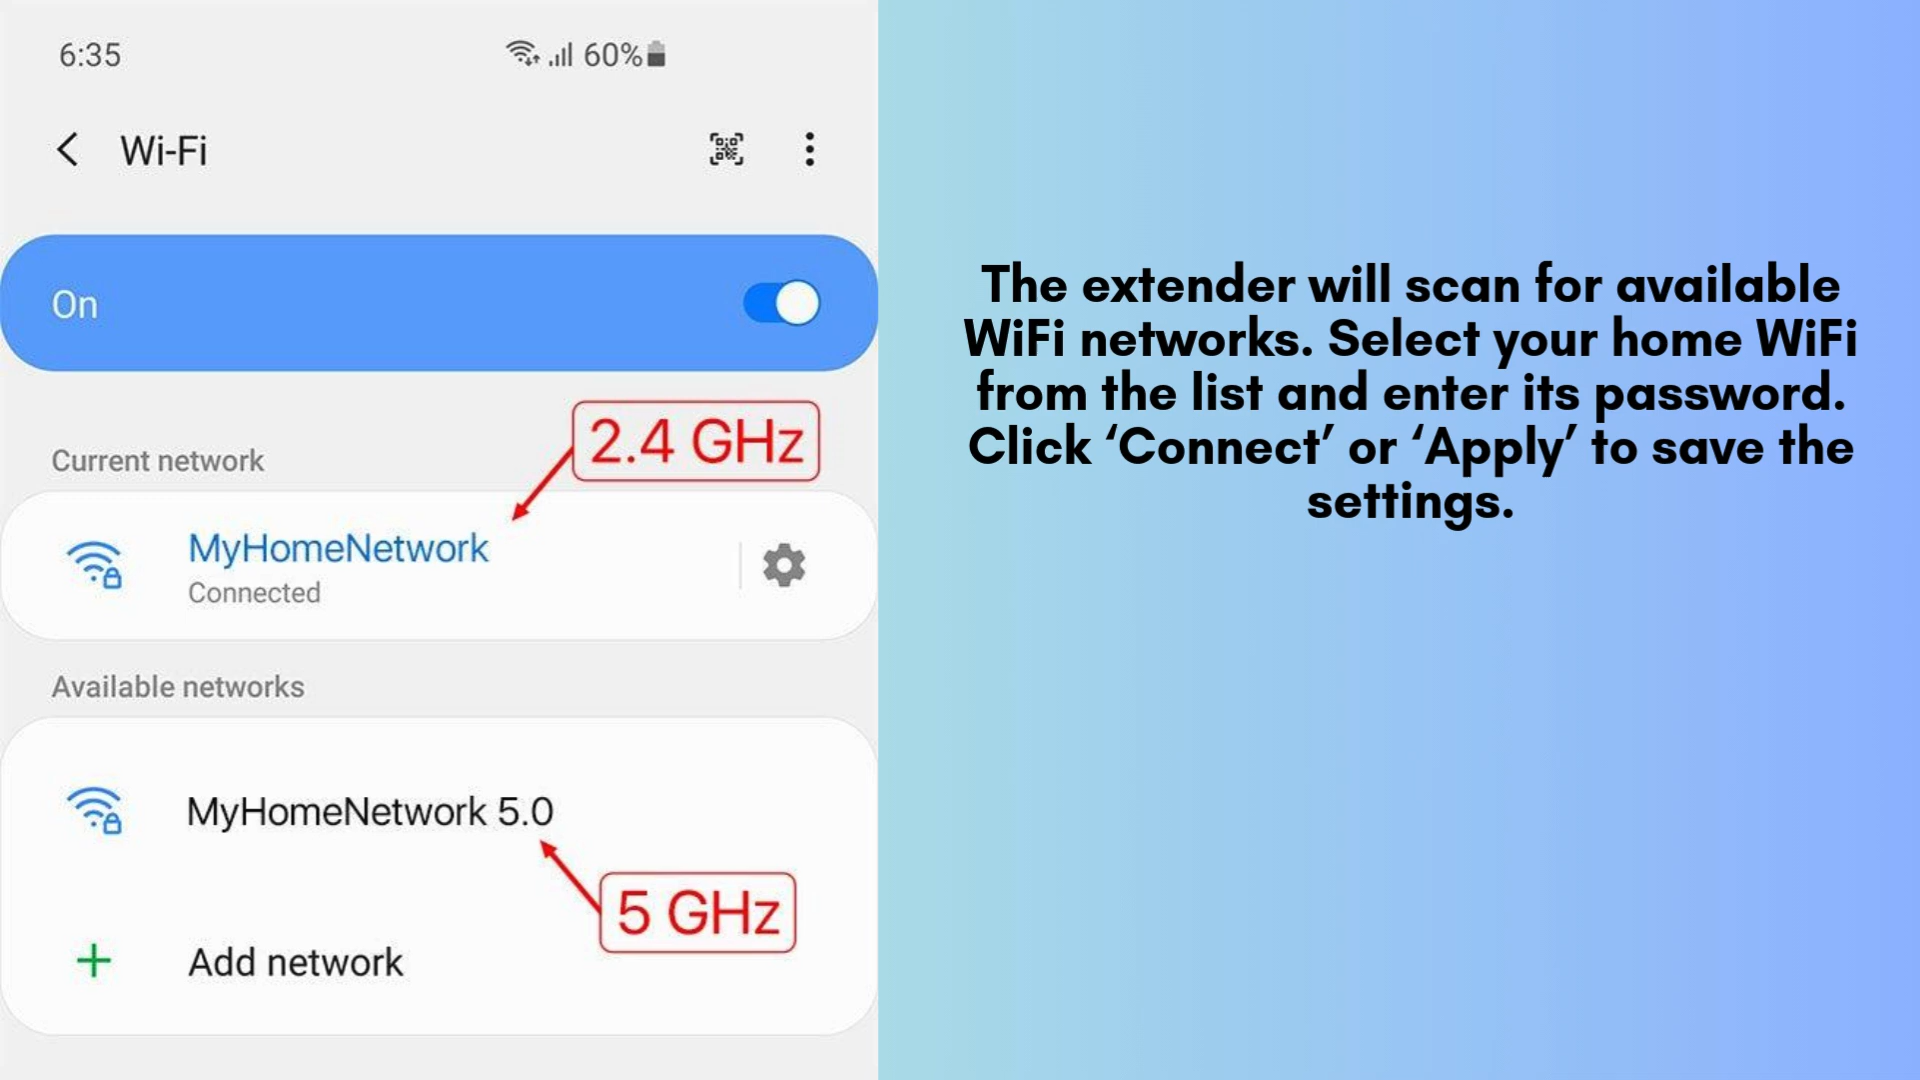 6:35
60%
Wi-Fi
On
2.4 GHz
Current network
MyHomeNetwork
Connected
Available networks
MyHomeNetwork 5.0
5 GHz
Add network
The extender will scan for available
WiFi networks. Select your home WiFi
from the list and enter its password.
Click ‘Connect’ or ‘Apply’ to save the
settings.